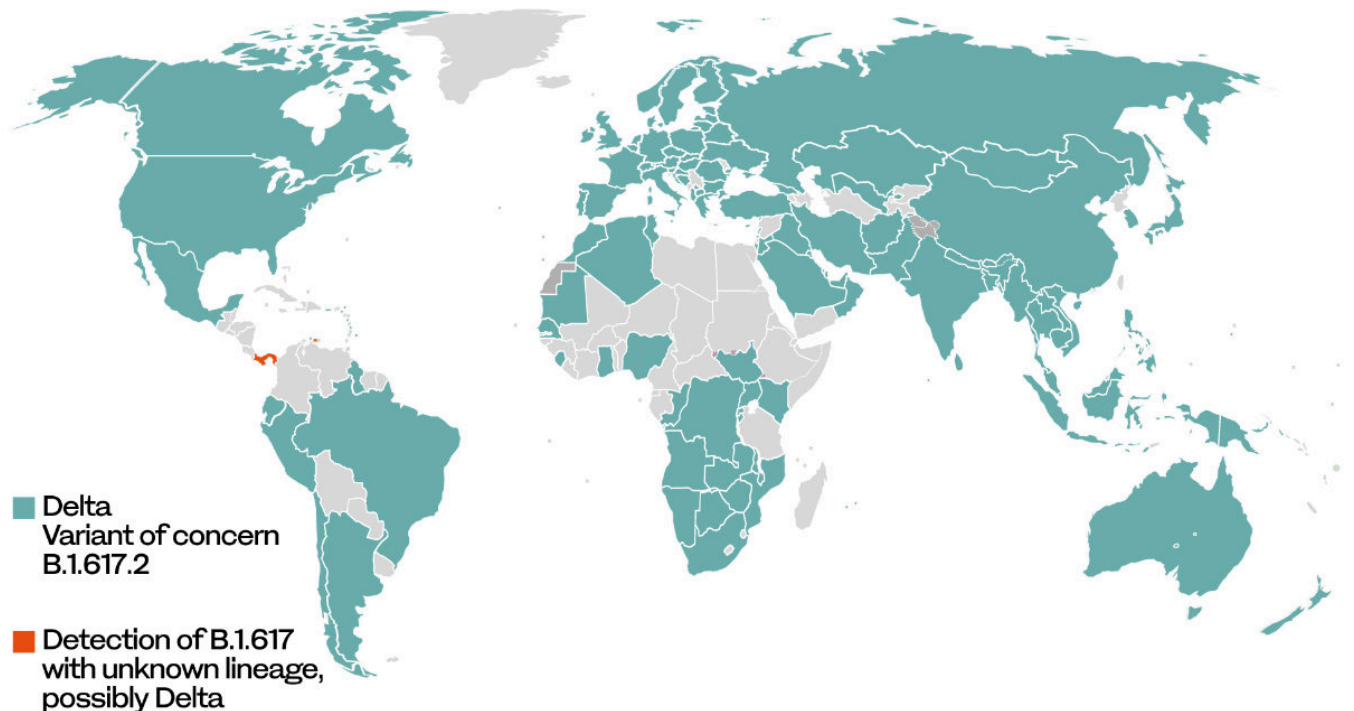 Delta
Variant of concern
B.1.617.2
Detection of B.1.617
with unknown lineage,
possibly Delta